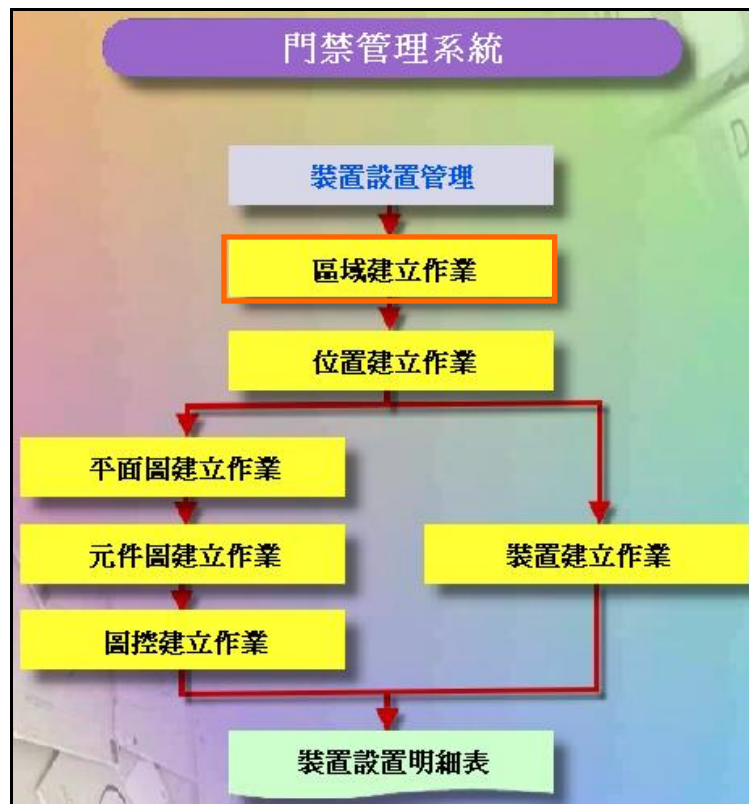 門禁管理系統
裝置設置管理
區域建立作業
位置建立作業
平面圖建立作業
元件圖建立作業
裝置建立作業
圖控建立作業
裝置設置明細表